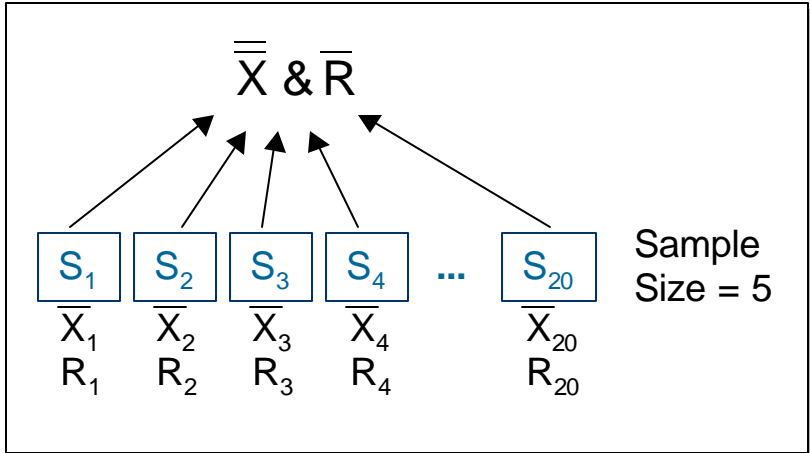 X̿ & R̅
S₁ S₂ S₃ S₄ ... S₂₀ Sample
Size = 5
X̅₁ X̅₂ X̅₃ X̅₄ X̅₂₀
R₁ R₂ R₃ R₄ R₂₀